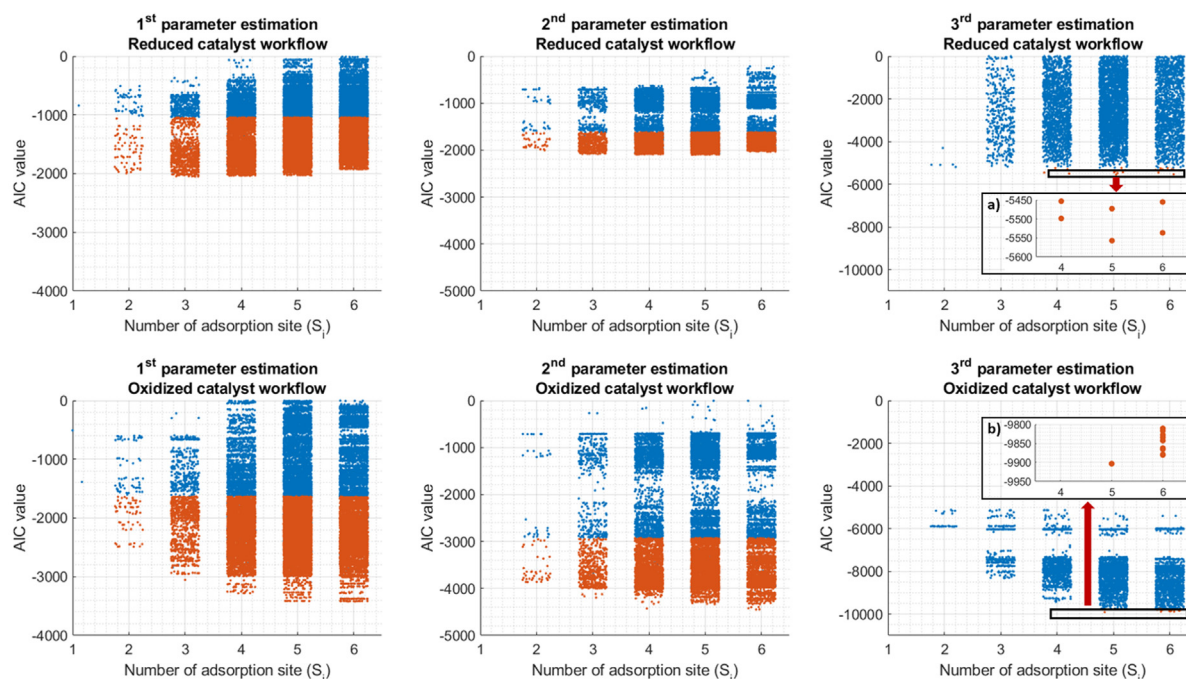 1st parameter estimation
Reduced catalyst workflow
0
-1000
-2000
-3000
-4000
AIC value
1 2 3 4 5 6
Number of adsorption site (Si)
2nd parameter estimation
Reduced catalyst workflow
0
-1000
-2000
-3000
-4000
-5000
AIC value
1 2 3 4 5 6
Number of adsorption site (Si)
3rd parameter estimation
Reduced catalyst workflow
0
-2000
-4000
-6000
-8000
-10000
AIC value
a)
-5450
-5500
-5550
-5600
4 5 6
1 2 3 4 5 6
Number of adsorption site (Si)
1st parameter estimation
Oxidized catalyst workflow
0
-1000
-2000
-3000
-4000
AIC value
1 2 3 4 5 6
Number of adsorption site (Si)
2nd parameter estimation
Oxidized catalyst workflow
0
-1000
-2000
-3000
-4000
-5000
AIC value
1 2 3 4 5 6
Number of adsorption site (Si)
3rd parameter estimation
Oxidized catalyst workflow
0
-2000
-4000
-6000
-8000
-10000
AIC value
b)
-9800
-9850
-9900
-9950
4 5 6
1 2 3 4 5 6
Number of adsorption site (Si)